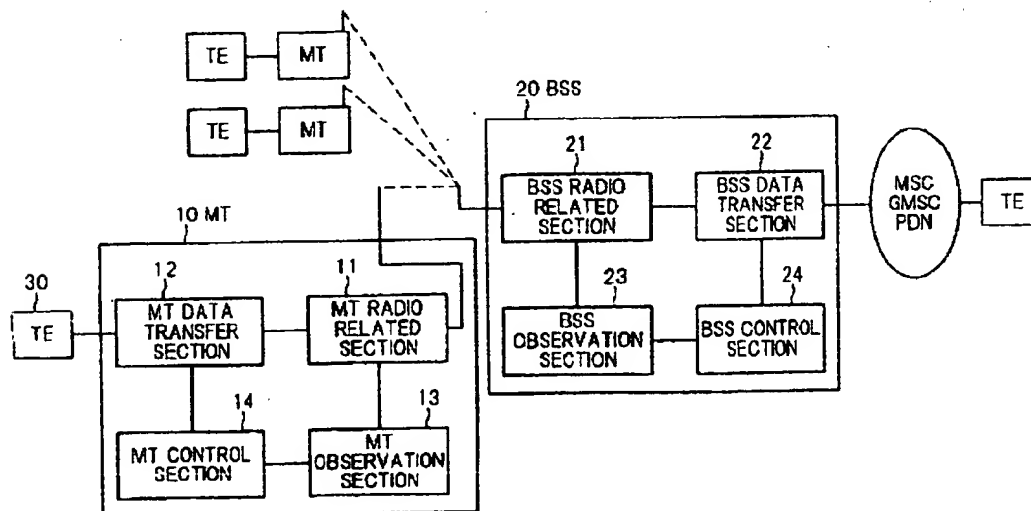 TE
MT
TE
MT
20 BSS
21
BSS RADIO
RELATED
SECTION
22
BSS DATA
TRANSFER
SECTION
MSC
GMSC
PDN
TE
23
BSS
OBSERVATION
SECTION
24
BSS CONTROL
SECTION
10 MT
30
TE
12
MT DATA
TRANSFER
SECTION
11
MT RADIO
RELATED
SECTION
14
MT CONTROL
SECTION
13
MT
OBSERVATION
SECTION